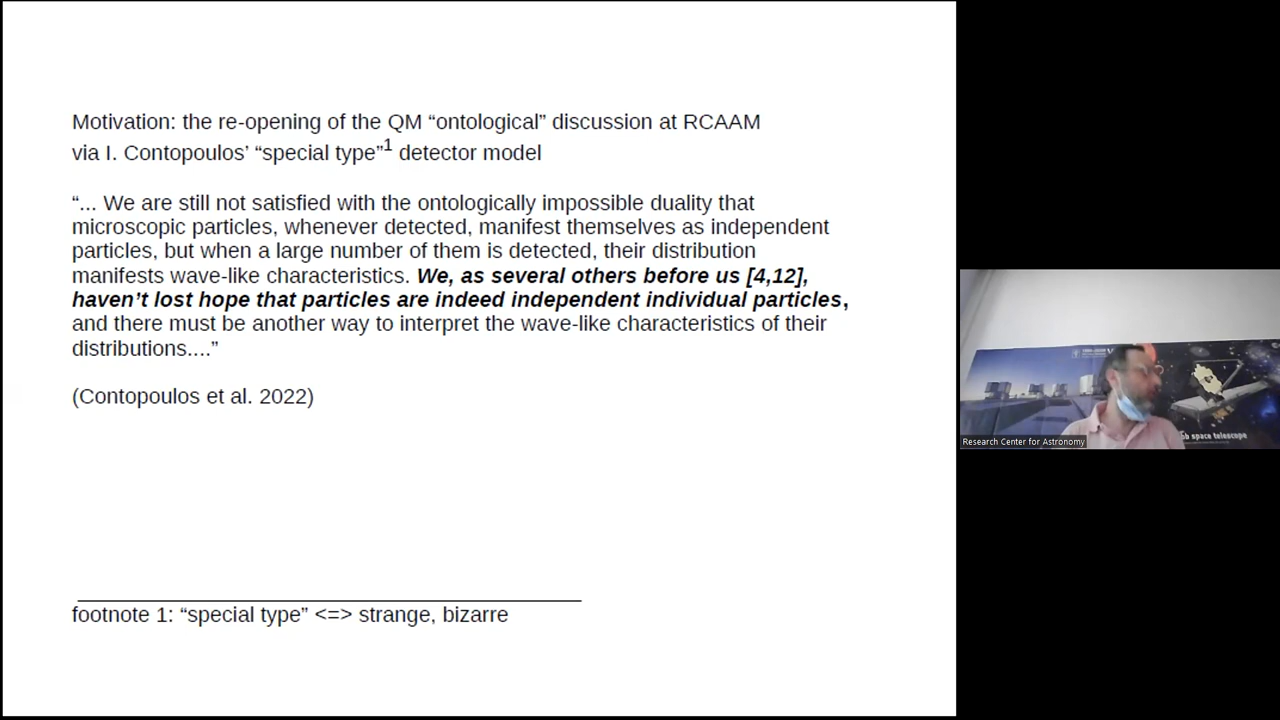 Motivation: the re-opening of the QM “ontological” discussion at RCAAM
via I. Contopoulos’ “special type”1 detector model
“... We are still not satisfied with the ontologically impossible duality that
microscopic particles, whenever detected, manifest themselves as independent
particles, but when a large number of them is detected, their distribution
manifests wave-like characteristics. We, as several others before us [4,12],
haven’t lost hope that particles are indeed independent individual particles,
and there must be another way to interpret the wave-like characteristics of their
distributions....”
(Contopoulos et al. 2022)
footnote 1: “special type” <=> strange, bizarre
space telescope
Research Center for Astronomy